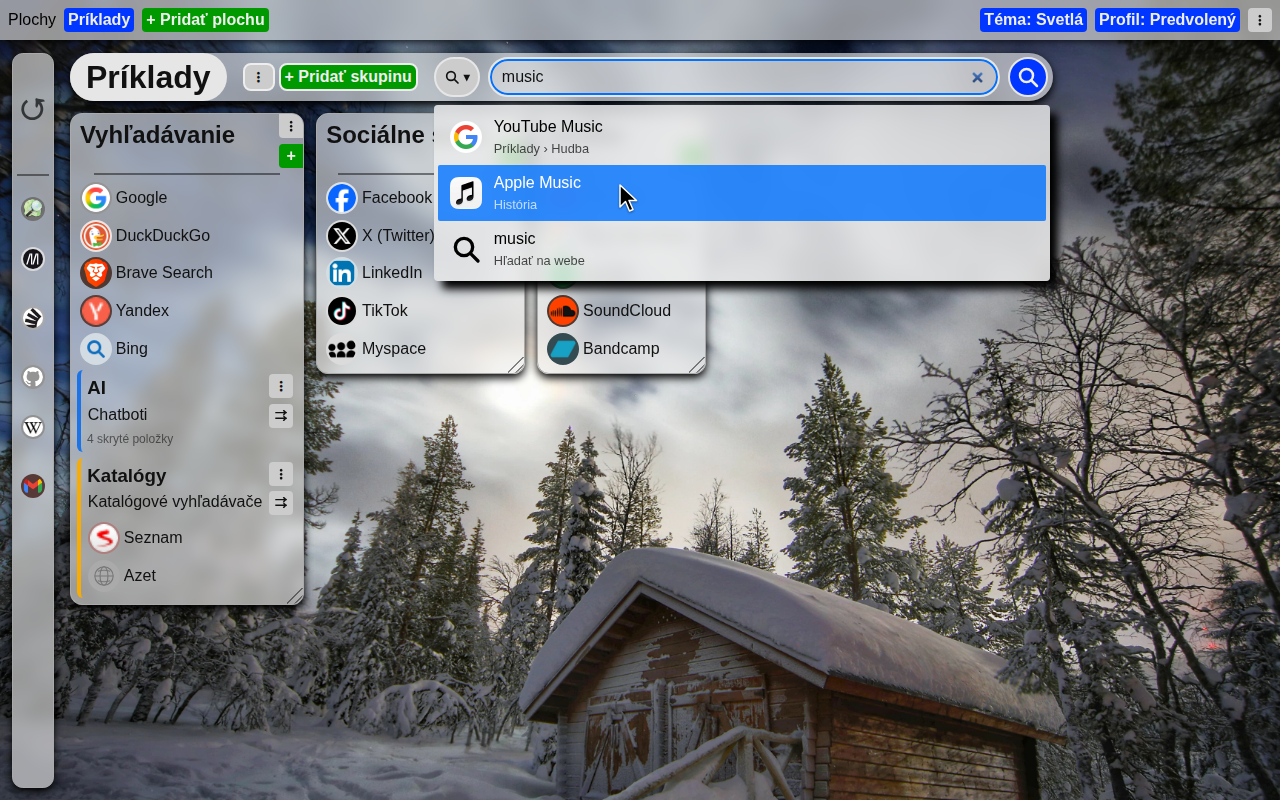 Plochy
Príklady
+ Pridať plochu
Téma: Svetlá
Profil: Predvolený
Príklady
+ Pridať skupinu
music
YouTube Music
Príklady › Hudba
Apple Music
História
music
Hľadať na webe
Vyhľadávanie
+
Google
DuckDuckGo
Brave Search
Yandex
Bing
AI
Chatboti
4 skryté položky
Katalógy
Katalógové vyhľadávače
Seznam
Azet
Sociálne
Facebook
X (Twitter)
LinkedIn
TikTok
Myspace
SoundCloud
Bandcamp